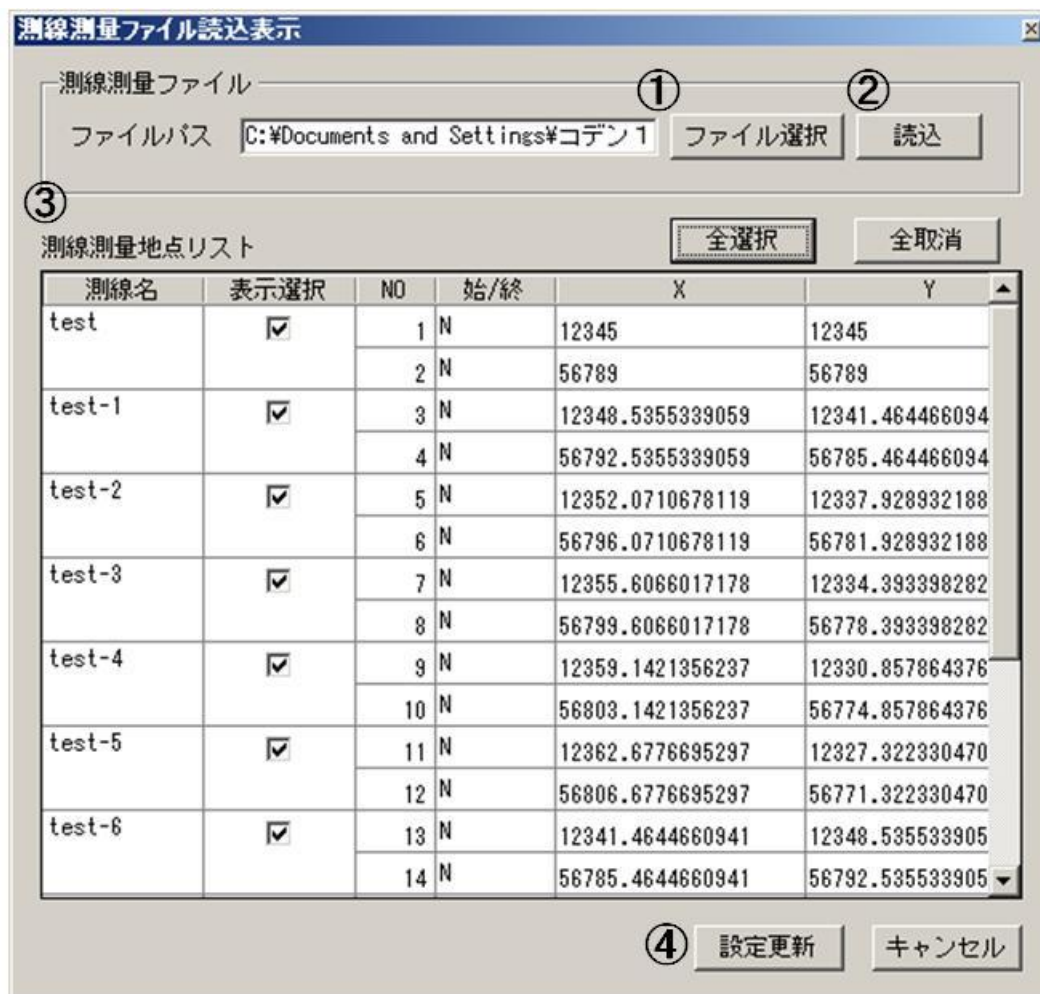 測線測量ファイル読込表示
測線測量ファイル
① ②
ファイルパス C:¥Documents and Settings¥コデン1 ファイル選択 読込
③
測線測量地点リスト 全選択 全取消
測線名 表示選択 NO 始/終 X Y
test 1 N 12345 12345
2 N 56789 56789
test-1 3 N 12348.5355339059 12341.464466094
4 N 56792.5355339059 56785.464466094
test-2 5 N 12352.0710678119 12337.928932188
6 N 56796.0710678119 56781.928932188
test-3 7 N 12355.6066017178 12334.393398282
8 N 56799.6066017178 56778.393398282
test-4 9 N 12359.1421356237 12330.857864376
10 N 56803.1421356237 56774.857864376
test-5 11 N 12362.6776695297 12327.322330470
12 N 56806.6776695297 56771.322330470
test-6 13 N 12341.4644660941 12348.535533905
14 N 56785.4644660941 56792.535533905
④ 設定更新 キャンセル